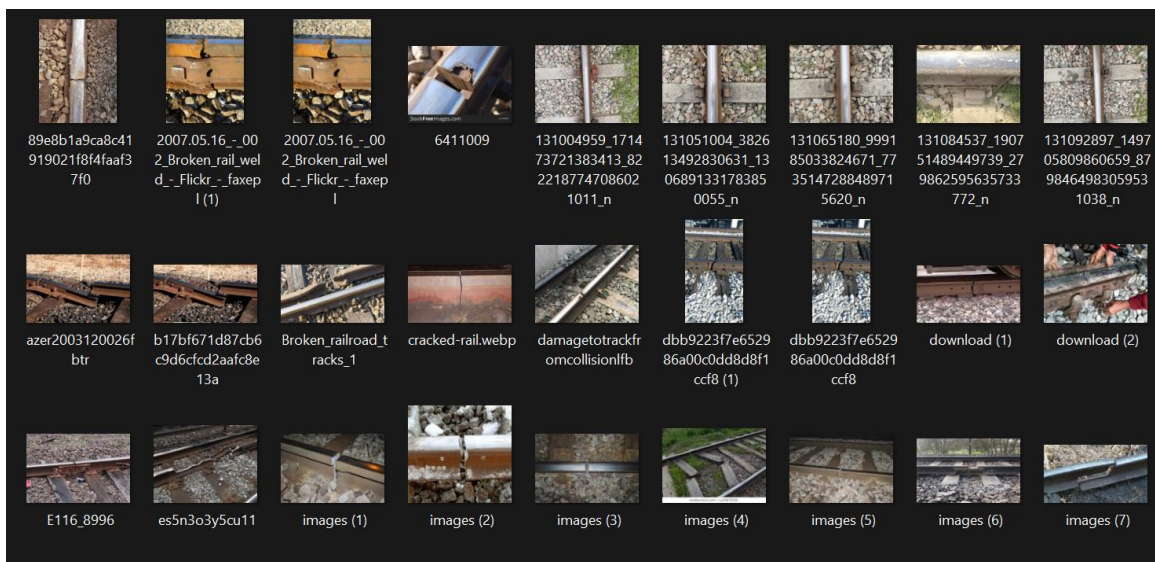 89e8b1a9ca8c41
919021f8f4faaf3
7f0
2007.05.16_-_00
2_Broken_rail_wel
d_-_Flickr_-_faxep
l (1)
2007.05.16_-_00
2_Broken_rail_wel
d_-_Flickr_-_faxep
l
StockFreeImages.com
6411009
131004959_1714
73721383413_82
2218774708602
1011_n
131051004_3826
13492830631_13
0689133178385
0055_n
131065180_9991
85033824671_77
3514728848971
5620_n
131084537_1907
51489449739_27
9862595635733
772_n
131092897_1497
05809860659_87
9846498305953
1038_n
azer2003120026f
btr
b17bf671d87cb6
c9d6cfcd2aafc8e
13a
Broken_railroad_t
racks_1
cracked-rail.webp
damagetotrackfr
omcollisionlfb
dbb9223f7e6529
86a00c0dd8d8f1
ccf8 (1)
dbb9223f7e6529
86a00c0dd8d8f1
ccf8
download (1)
download (2)
E116_8996
es5n3o3y5cu11
images (1)
images (2)
images (3)
images (4)
images (5)
images (6)
images (7)